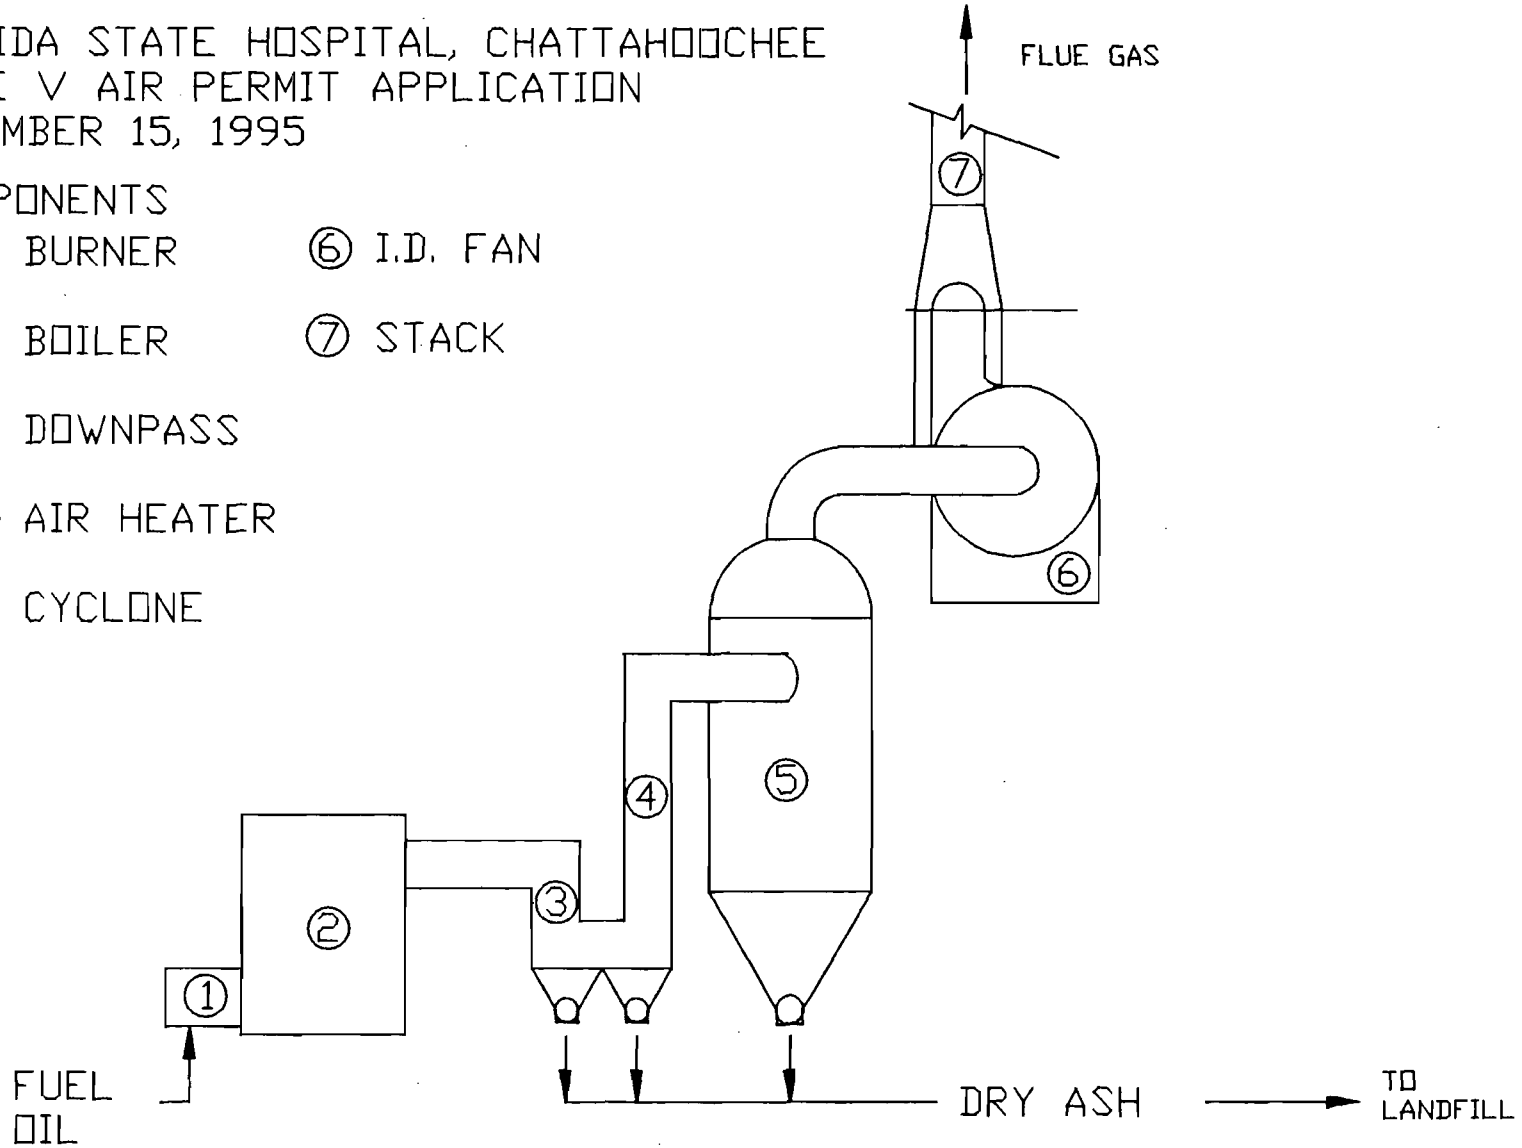 IDA STATE HOSPITAL, CHATTAHOOCHEE
V AIR PERMIT APPLICATION
MBER 15, 1995
PONENTS
BURNER
⑥ I.D. FAN
BOILER
⑦ STACK
DOWNPASS
AIR HEATER
CYCLONE
FLUE GAS
⑦
⑥
⑤
④
③
②
①
FUEL
OIL
DRY ASH
TO
LANDFILL